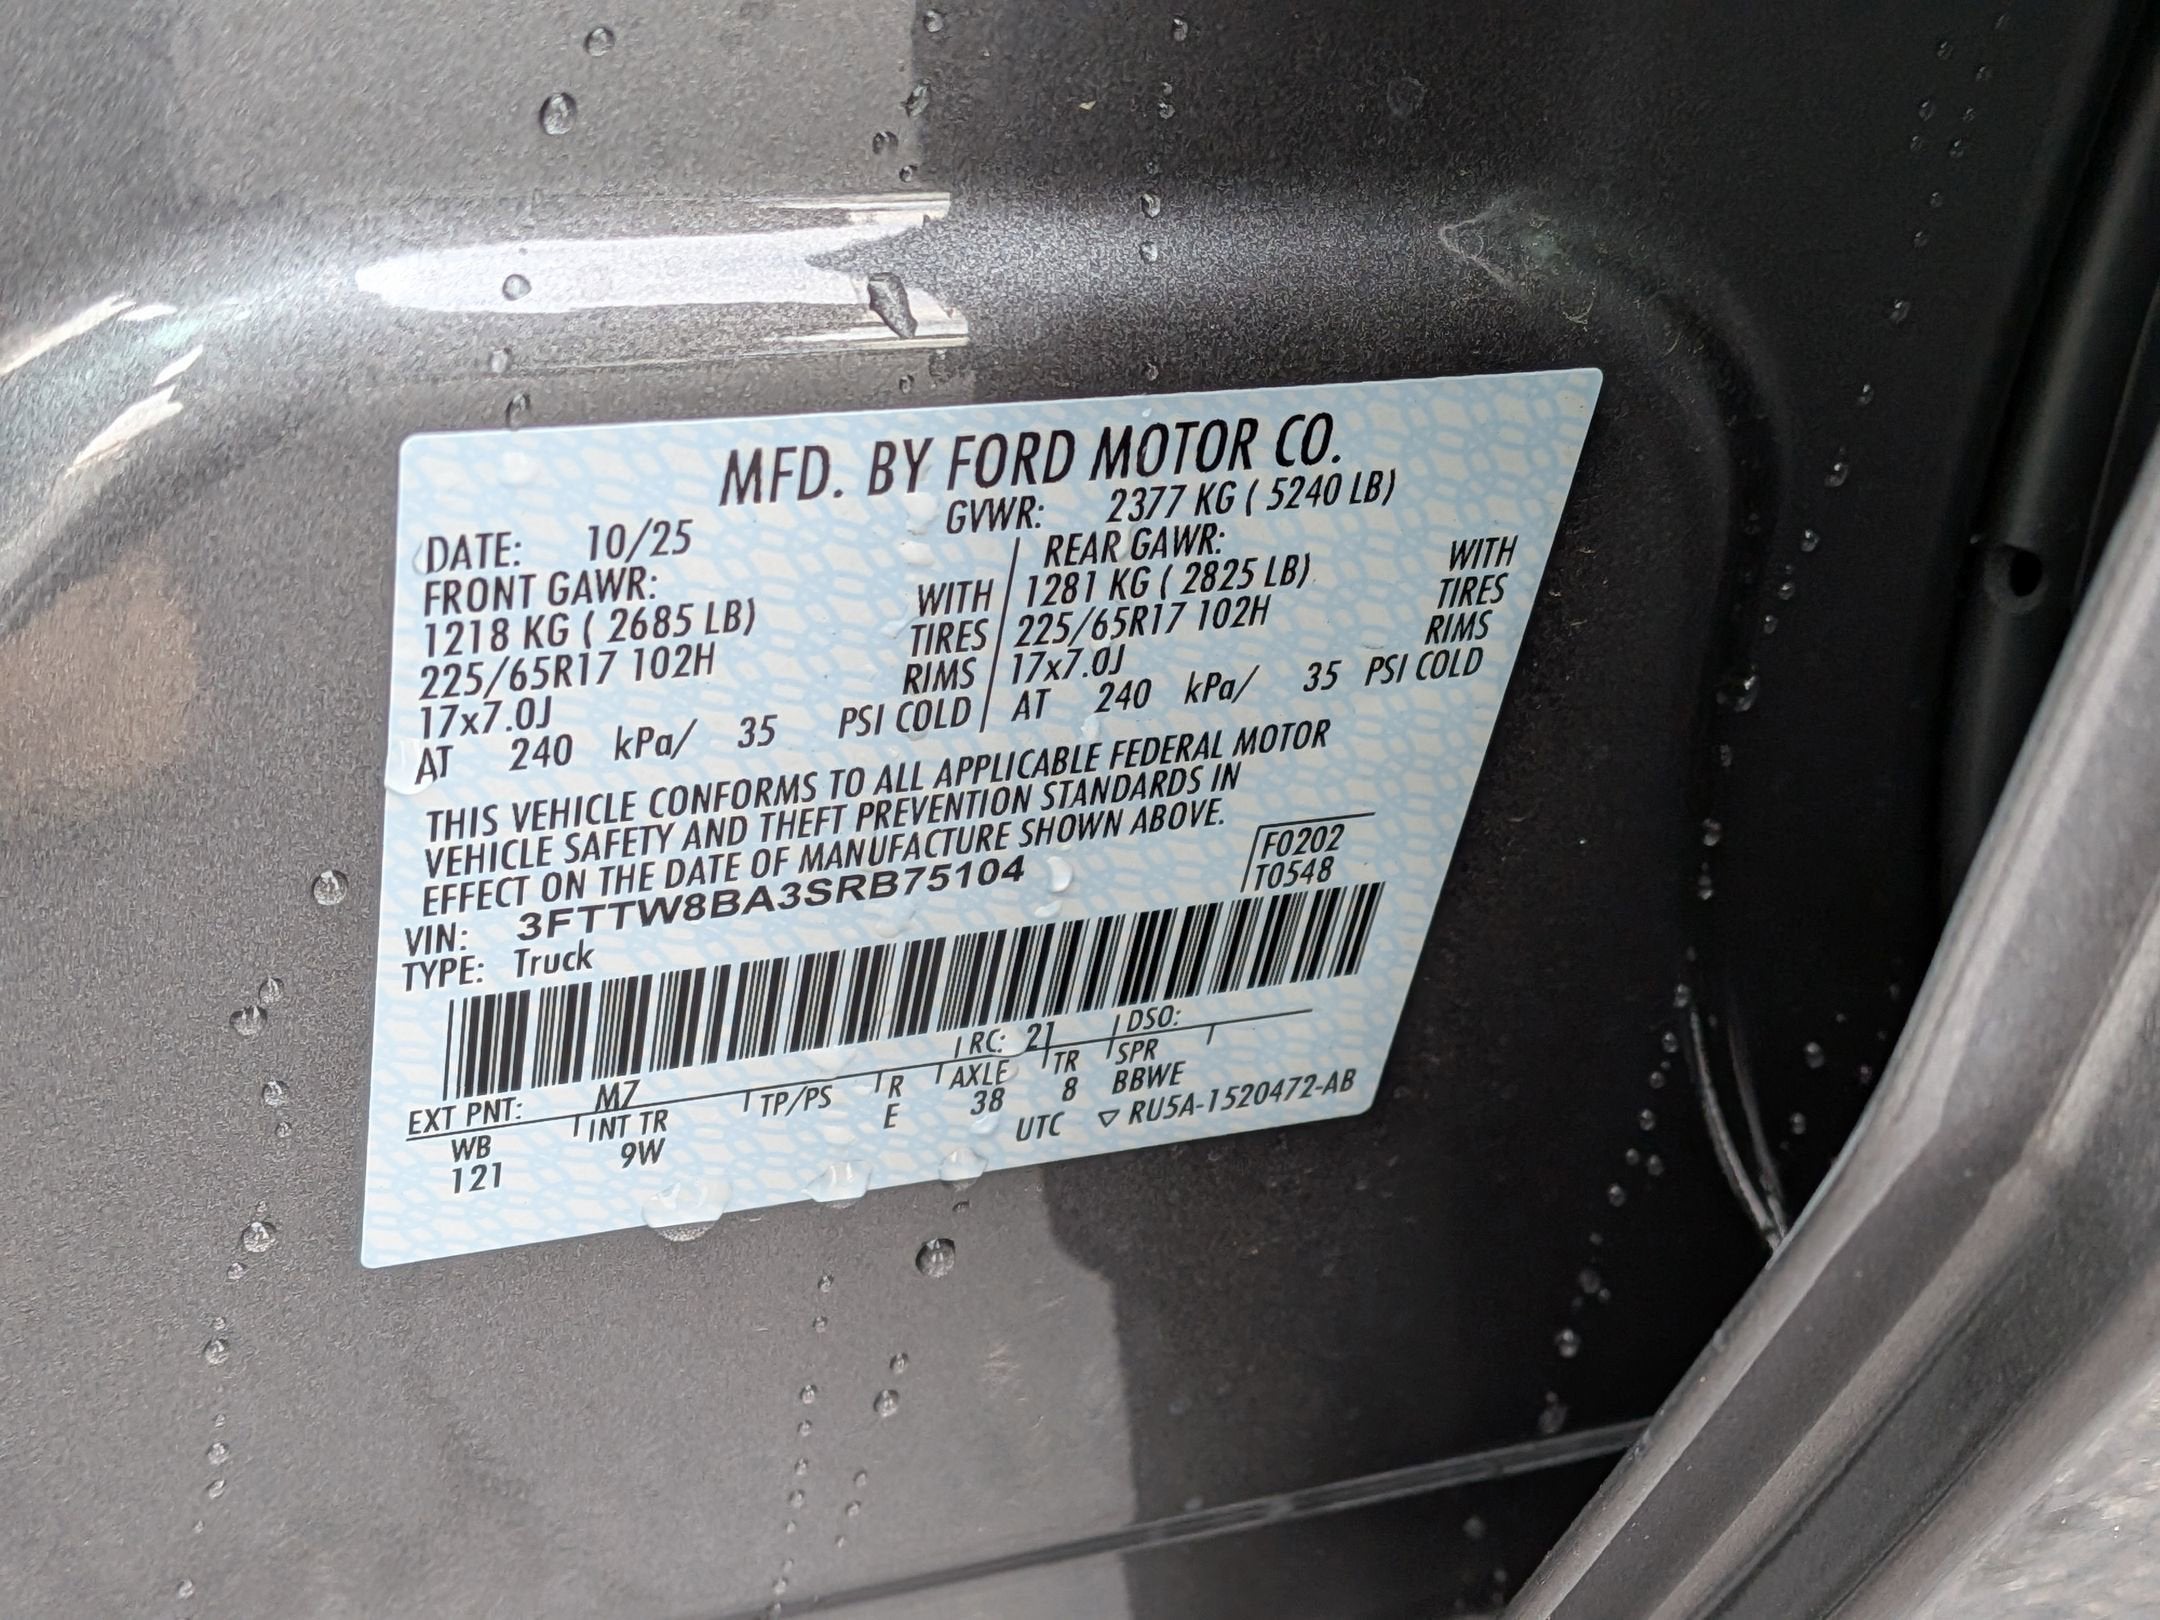 MFD. BY FORD MOTOR CO.
DATE: 10/25 GVWR: 2377 KG ( 5240 LB)
FRONT GAWR: REAR GAWR:
1218 KG ( 2685 LB) WITH 1281 KG ( 2825 LB) WITH
225/65R17 102H TIRES 225/65R17 102H TIRES
17x7.0J RIMS 17x7.0J RIMS
AT 240 kPa/ 35 PSI COLD AT 240 kPa/ 35 PSI COLD
THIS VEHICLE CONFORMS TO ALL APPLICABLE FEDERAL MOTOR
VEHICLE SAFETY AND THEFT PREVENTION STANDARDS IN
EFFECT ON THE DATE OF MANUFACTURE SHOWN ABOVE.
F0202
VIN: 3FTTW8BA3SRB75104 T0548
TYPE: Truck
EXT PNT: M7 RC: 21 DSO:
WB INT TR TP/PS R AXLE TR SPR
121 9W E 38 8 BBWE
UTC ▽ RU5A-1520472-AB